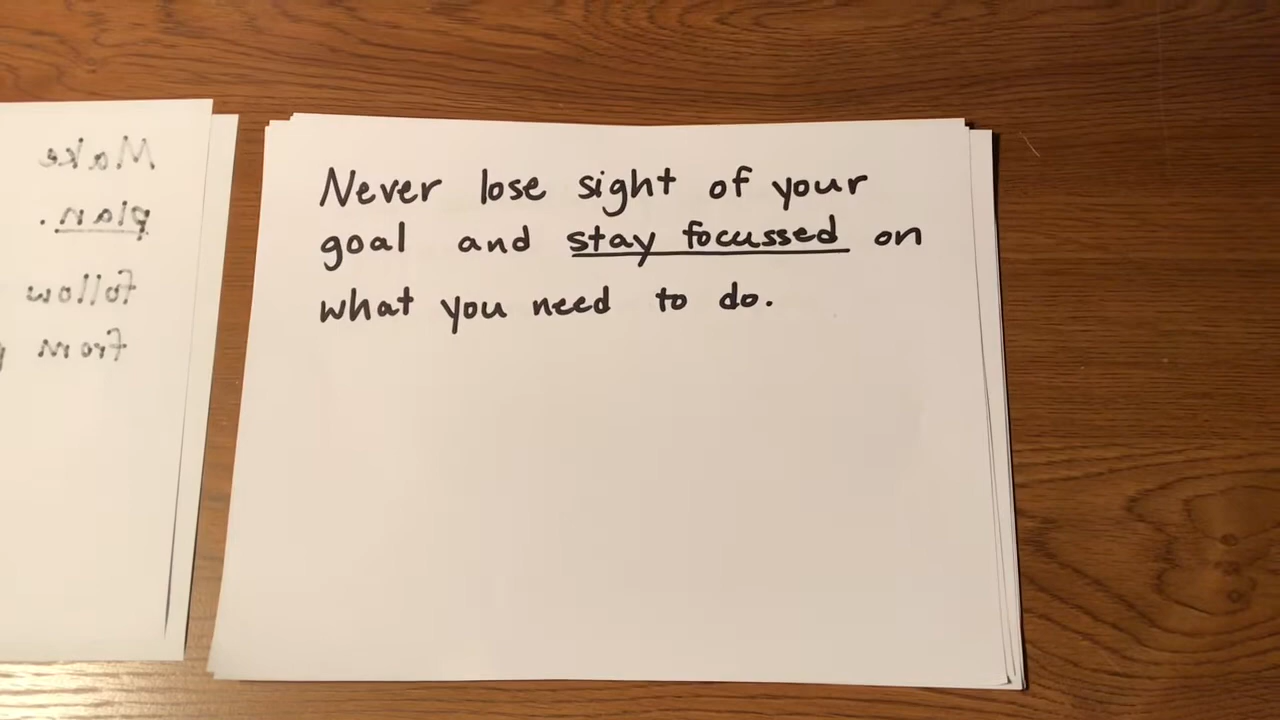 Make
plan.
follow
from
Never lose sight of your
goal and stay focussed on
what you need to do.